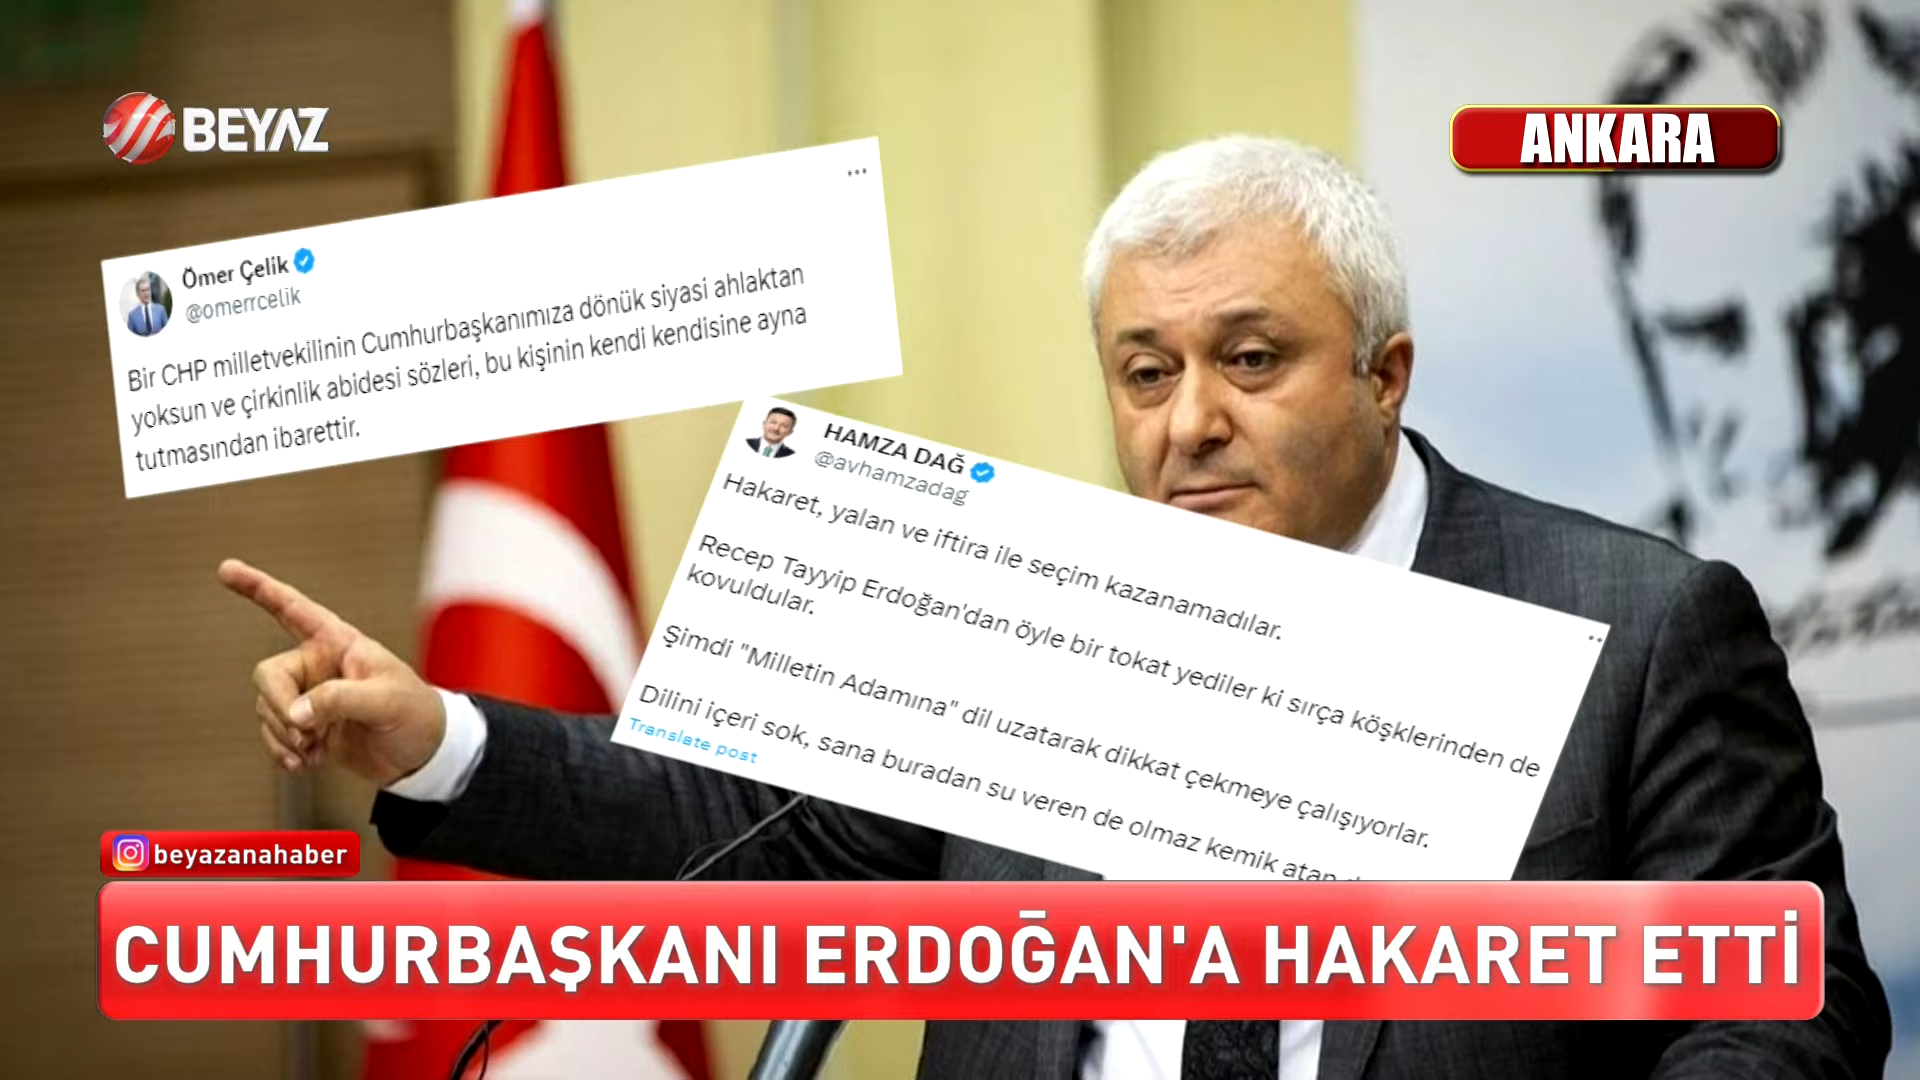 BEYAZ
ANKARA
Ömer Çelik
@omerrcelik
Bir CHP milletvekilinin Cumhurbaşkanımıza dönük siyasi ahlaktan
yoksun ve çirkinlik abidesi sözleri, bu kişinin kendi kendisine ayna
tutmasından ibarettir.
HAMZA DAĞ
@avhamzadag
Hakaret, yalan ve iftira ile seçim kazanamadılar.
Recep Tayyip Erdoğan'dan öyle bir tokat yediler ki sırça köşklerinden de
kovuldular.
Şimdi "Milletin Adamına" dil uzatarak dikkat çekmeye çalışıyorlar.
Dilini içeri sok, sana buradan su veren de olmaz kemik atan
Translate post
beyazanahaber
CUMHURBAŞKANI ERDOĞAN'A HAKARET ETTİ